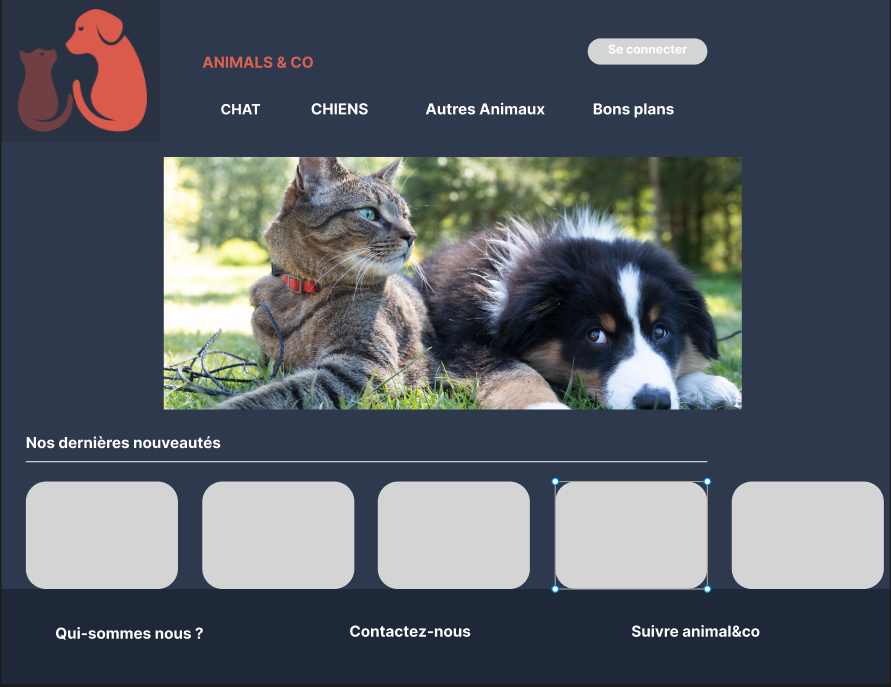 ANIMALS & CO
Se connecter
CHAT
CHIENS
Autres Animaux
Bons plans
Nos dernières nouveautés
Qui-sommes nous ?
Contactez-nous
Suivre animal&co